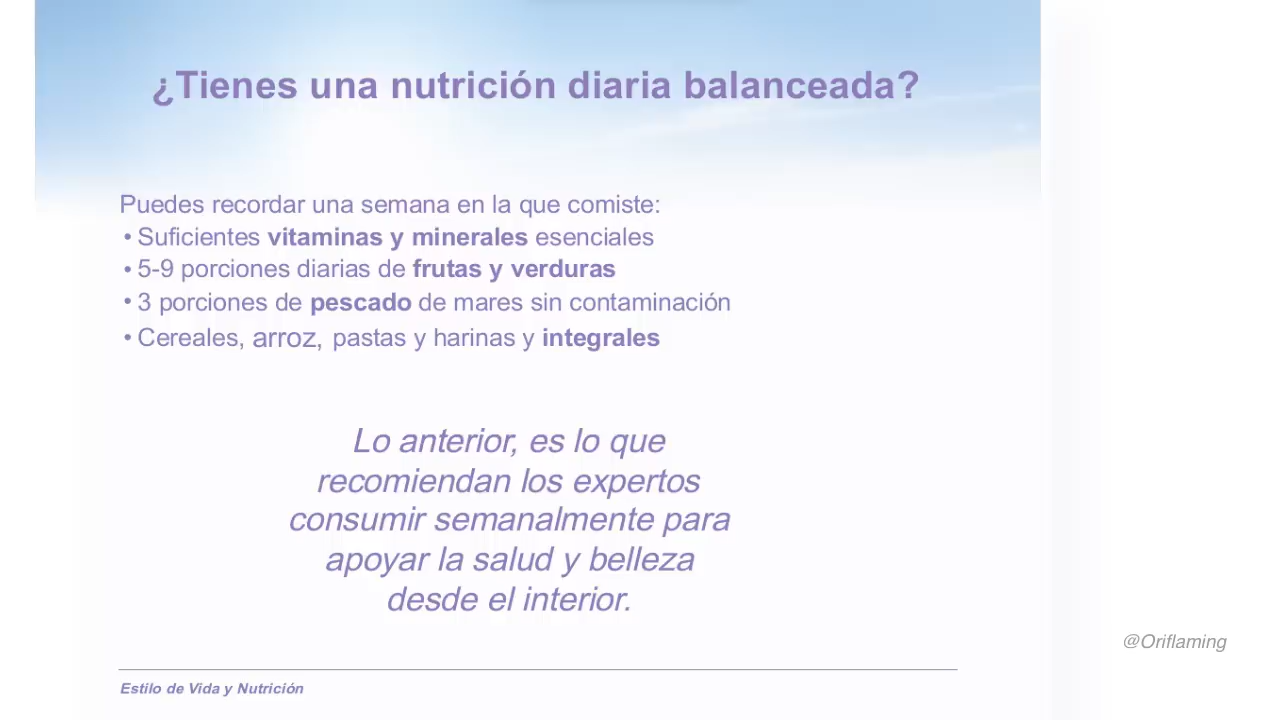 ¿Tienes una nutrición diaria balanceada?
Puedes recordar una semana en la que comiste:
• Suficientes vitaminas y minerales esenciales
• 5-9 porciones diarias de frutas y verduras
• 3 porciones de pescado de mares sin contaminación
• Cereales, arroz, pastas y harinas y integrales
Lo anterior, es lo que
recomiendan los expertos
consumir semanalmente para
apoyar la salud y belleza
desde el interior.
@Oriflaming
Estilo de Vida y Nutrición